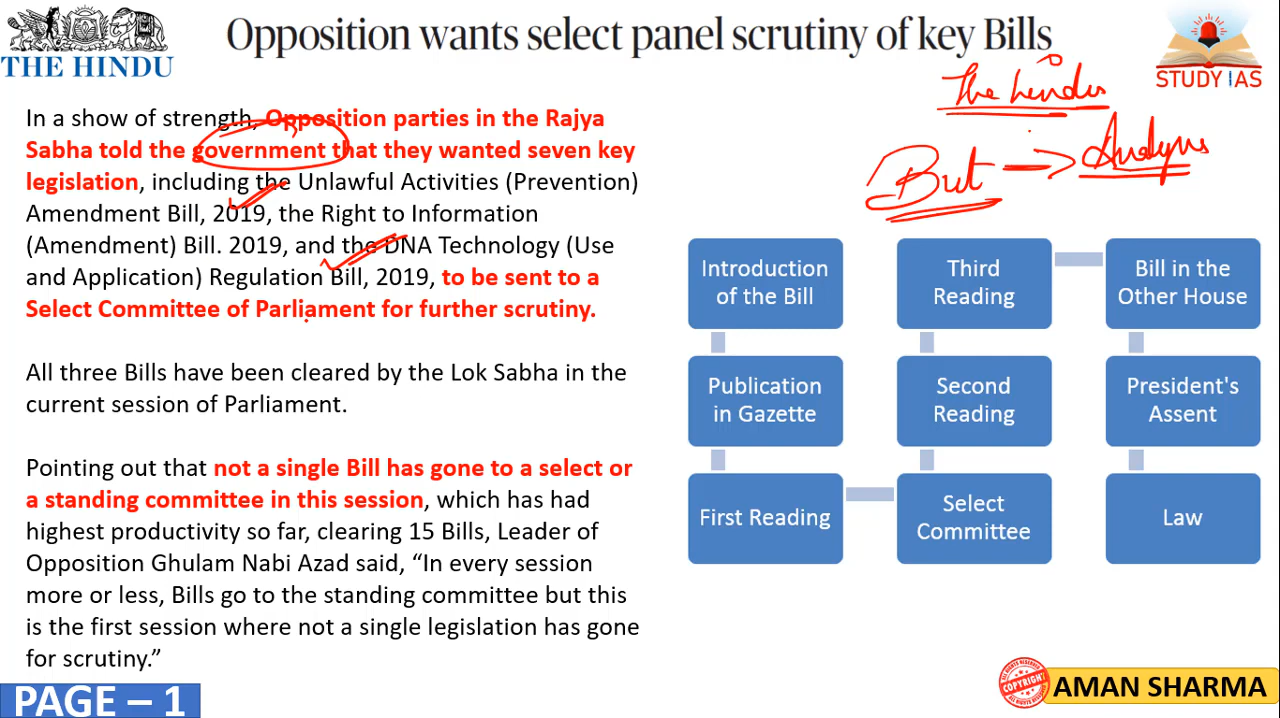 THE HINDU
Opposition wants select panel scrutiny of key Bills
STUDY IAS
The hindu
But
Analysis
In a show of strength, Opposition parties in the Rajya
Sabha told the government that they wanted seven key
legislation, including the Unlawful Activities (Prevention)
Amendment Bill, 2019, the Right to Information
(Amendment) Bill. 2019, and the DNA Technology (Use
and Application) Regulation Bill, 2019, to be sent to a
Select Committee of Parliament for further scrutiny.
All three Bills have been cleared by the Lok Sabha in the
current session of Parliament.
Pointing out that not a single Bill has gone to a select or
a standing committee in this session, which has had
highest productivity so far, clearing 15 Bills, Leader of
Opposition Ghulam Nabi Azad said, “In every session
more or less, Bills go to the standing committee but this
is the first session where not a single legislation has gone
for scrutiny.”
Introduction
of the Bill
Publication
in Gazette
First Reading
Select
Committee
Second
Reading
Third
Reading
Bill in the
Other House
President's
Assent
Law
PAGE – 1
COPYRIGHT
AMAN SHARMA